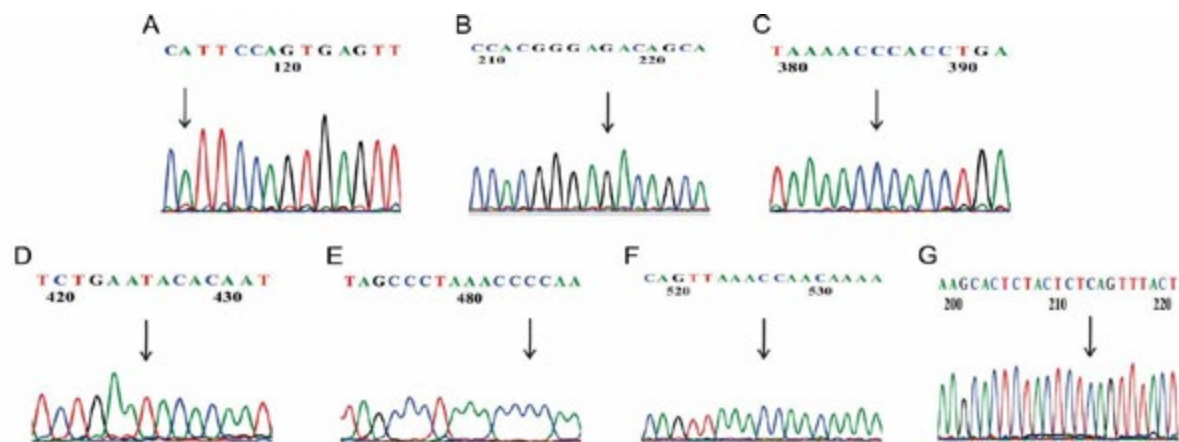 A
CATTCCAGTGAGTT
120
B
CCACGGGAGACAGCA
210 220
C
TAAAACCCACCTGA
380 390
D
TCTGAATACACAAT
420 430
E
TAGCCCTAAACCCCAA
480
F
CAGTTAAACCAACAAAA
520 530
G
AAGCACTCTACTCTCAGTTTACT
200 210 220